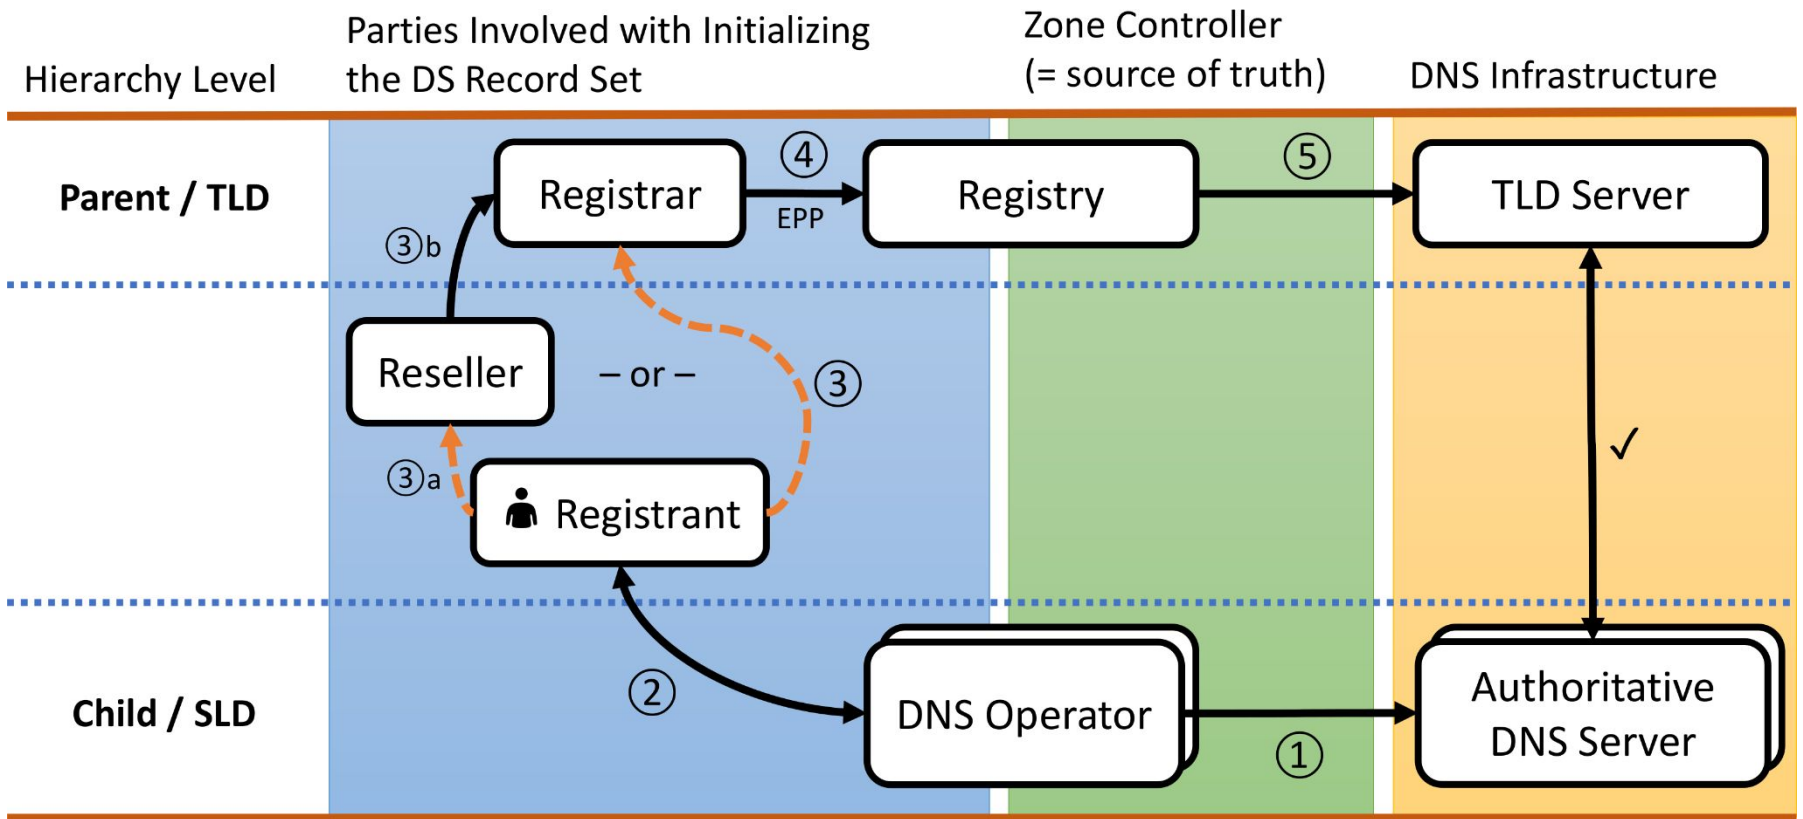 Hierarchy Level
Parties Involved with Initializing
the DS Record Set
Zone Controller
(= source of truth)
DNS Infrastructure
Parent / TLD
Registrar
④
EPP
Registry
⑤
TLD Server
③b
Reseller
– or –
③
③a
Registrant
✓
②
Child / SLD
DNS Operator
①
Authoritative
DNS Server